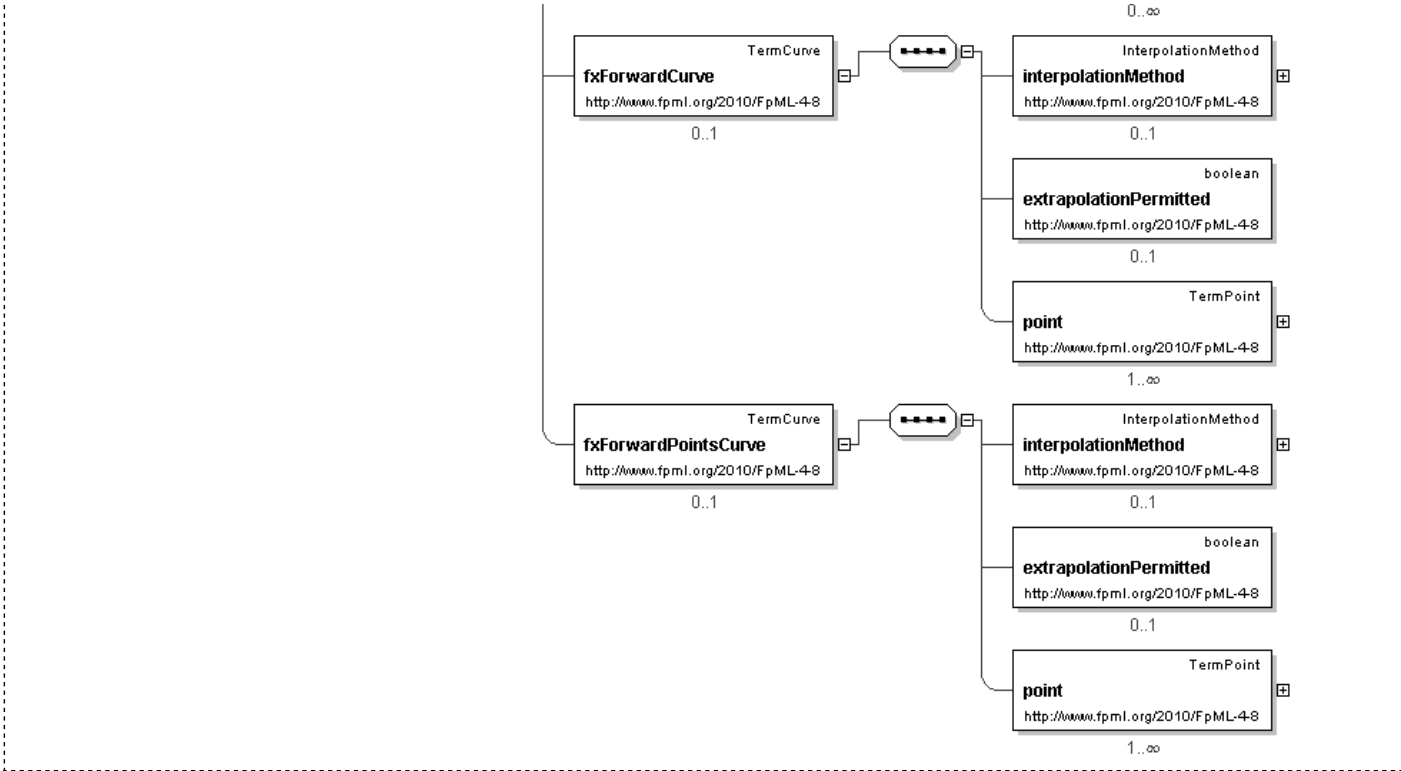 0..∞
TermCurve
fxForwardCurve
http://www.fpml.org/2010/FpML-4-8
0..1
InterpolationMethod
interpolationMethod
http://www.fpml.org/2010/FpML-4-8
0..1
boolean
extrapolationPermitted
http://www.fpml.org/2010/FpML-4-8
0..1
TermPoint
point
http://www.fpml.org/2010/FpML-4-8
1..∞
TermCurve
fxForwardPointsCurve
http://www.fpml.org/2010/FpML-4-8
0..1
InterpolationMethod
interpolationMethod
http://www.fpml.org/2010/FpML-4-8
0..1
boolean
extrapolationPermitted
http://www.fpml.org/2010/FpML-4-8
0..1
TermPoint
point
http://www.fpml.org/2010/FpML-4-8
1..∞